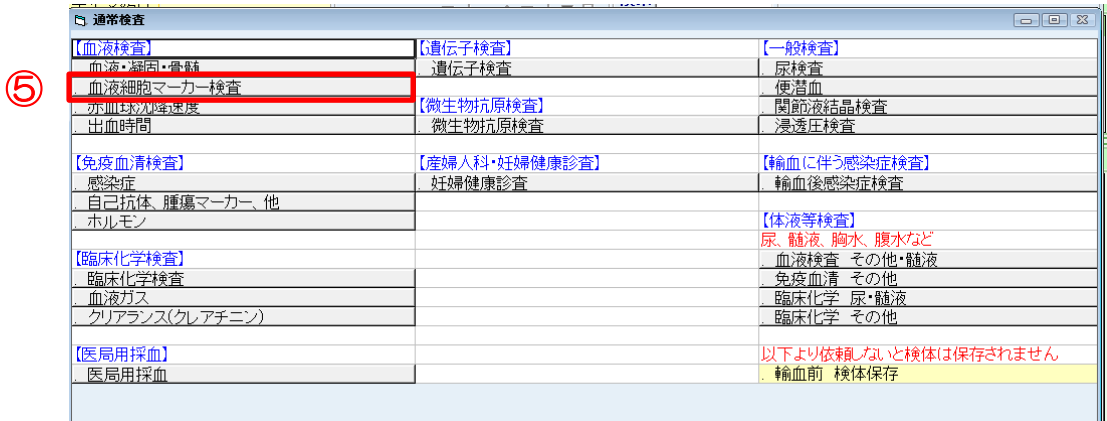 通常検査
⑤
【血液検査】
血液・凝固・骨髄
血液細胞マーカー検査
赤血球沈降速度
出血時間
【免疫血清検査】
感染症
自己抗体、腫瘍マーカー、他
ホルモン
【臨床化学検査】
臨床化学検査
血液ガス
クリアランス(クレアチニン)
【医局用採血】
医局用採血
【遺伝子検査】
遺伝子検査
【微生物抗原検査】
微生物抗原検査
【産婦人科・妊婦健康診査】
妊婦健康診査
【一般検査】
尿検査
便潜血
関節液結晶検査
浸透圧検査
【輸血に伴う感染症検査】
輸血後感染症検査
【体液等検査】
尿、髄液、胸水、腹水など
血液検査 その他・髄液
免疫血清 その他
臨床化学 尿・髄液
臨床化学 その他
以下より依頼しないと検体は保存されません
輸血前 検体保存